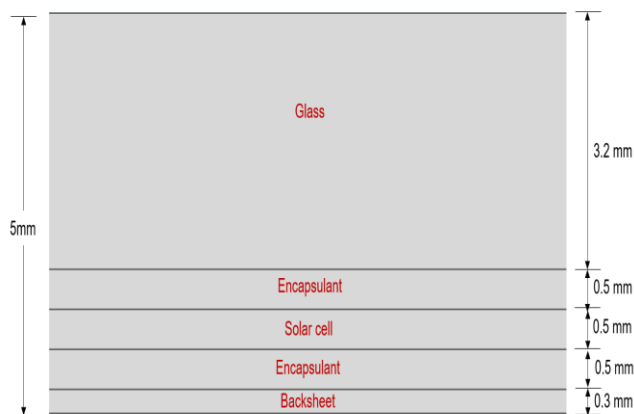 Glass
3.2 mm
5mm
Encapsulant
0.5 mm
Solar cell
0.5 mm
Encapsulant
0.5 mm
Backsheet
0.3 mm